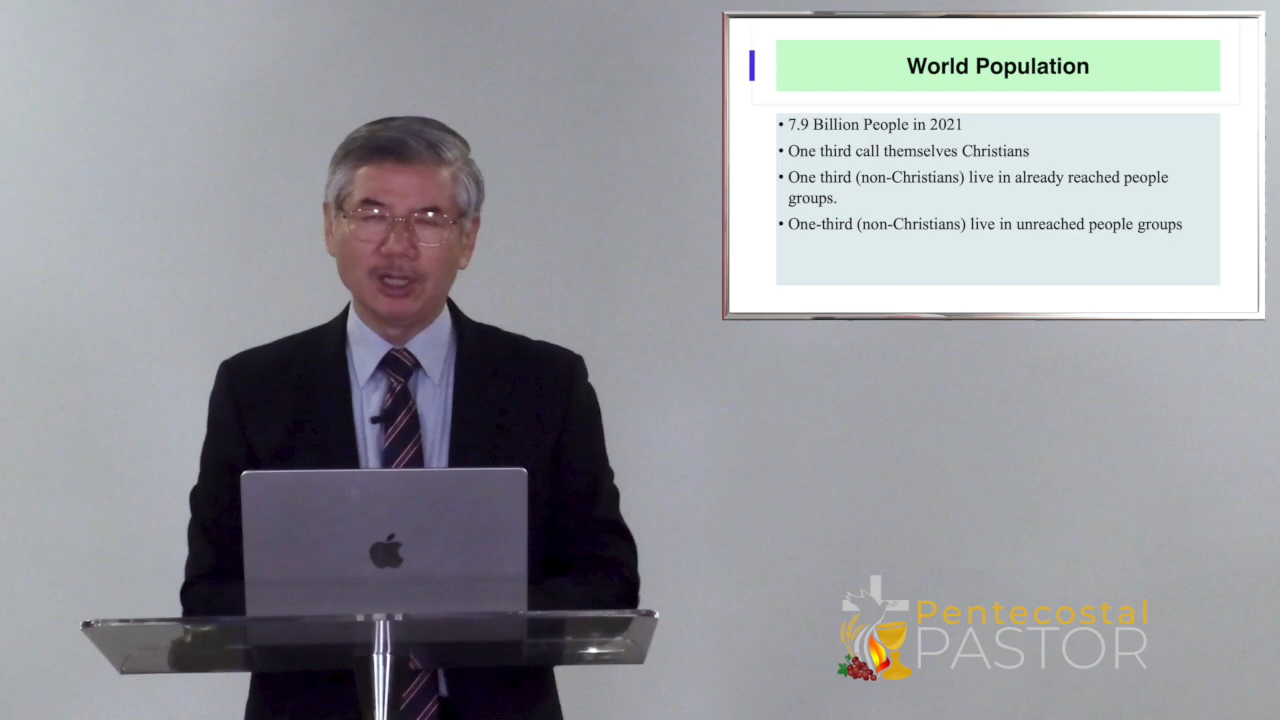 World Population
• 7.9 Billion People in 2021
• One third call themselves Christians
• One third (non-Christians) live in already reached people
groups.
• One-third (non-Christians) live in unreached people groups
Pentecostal
PASTOR